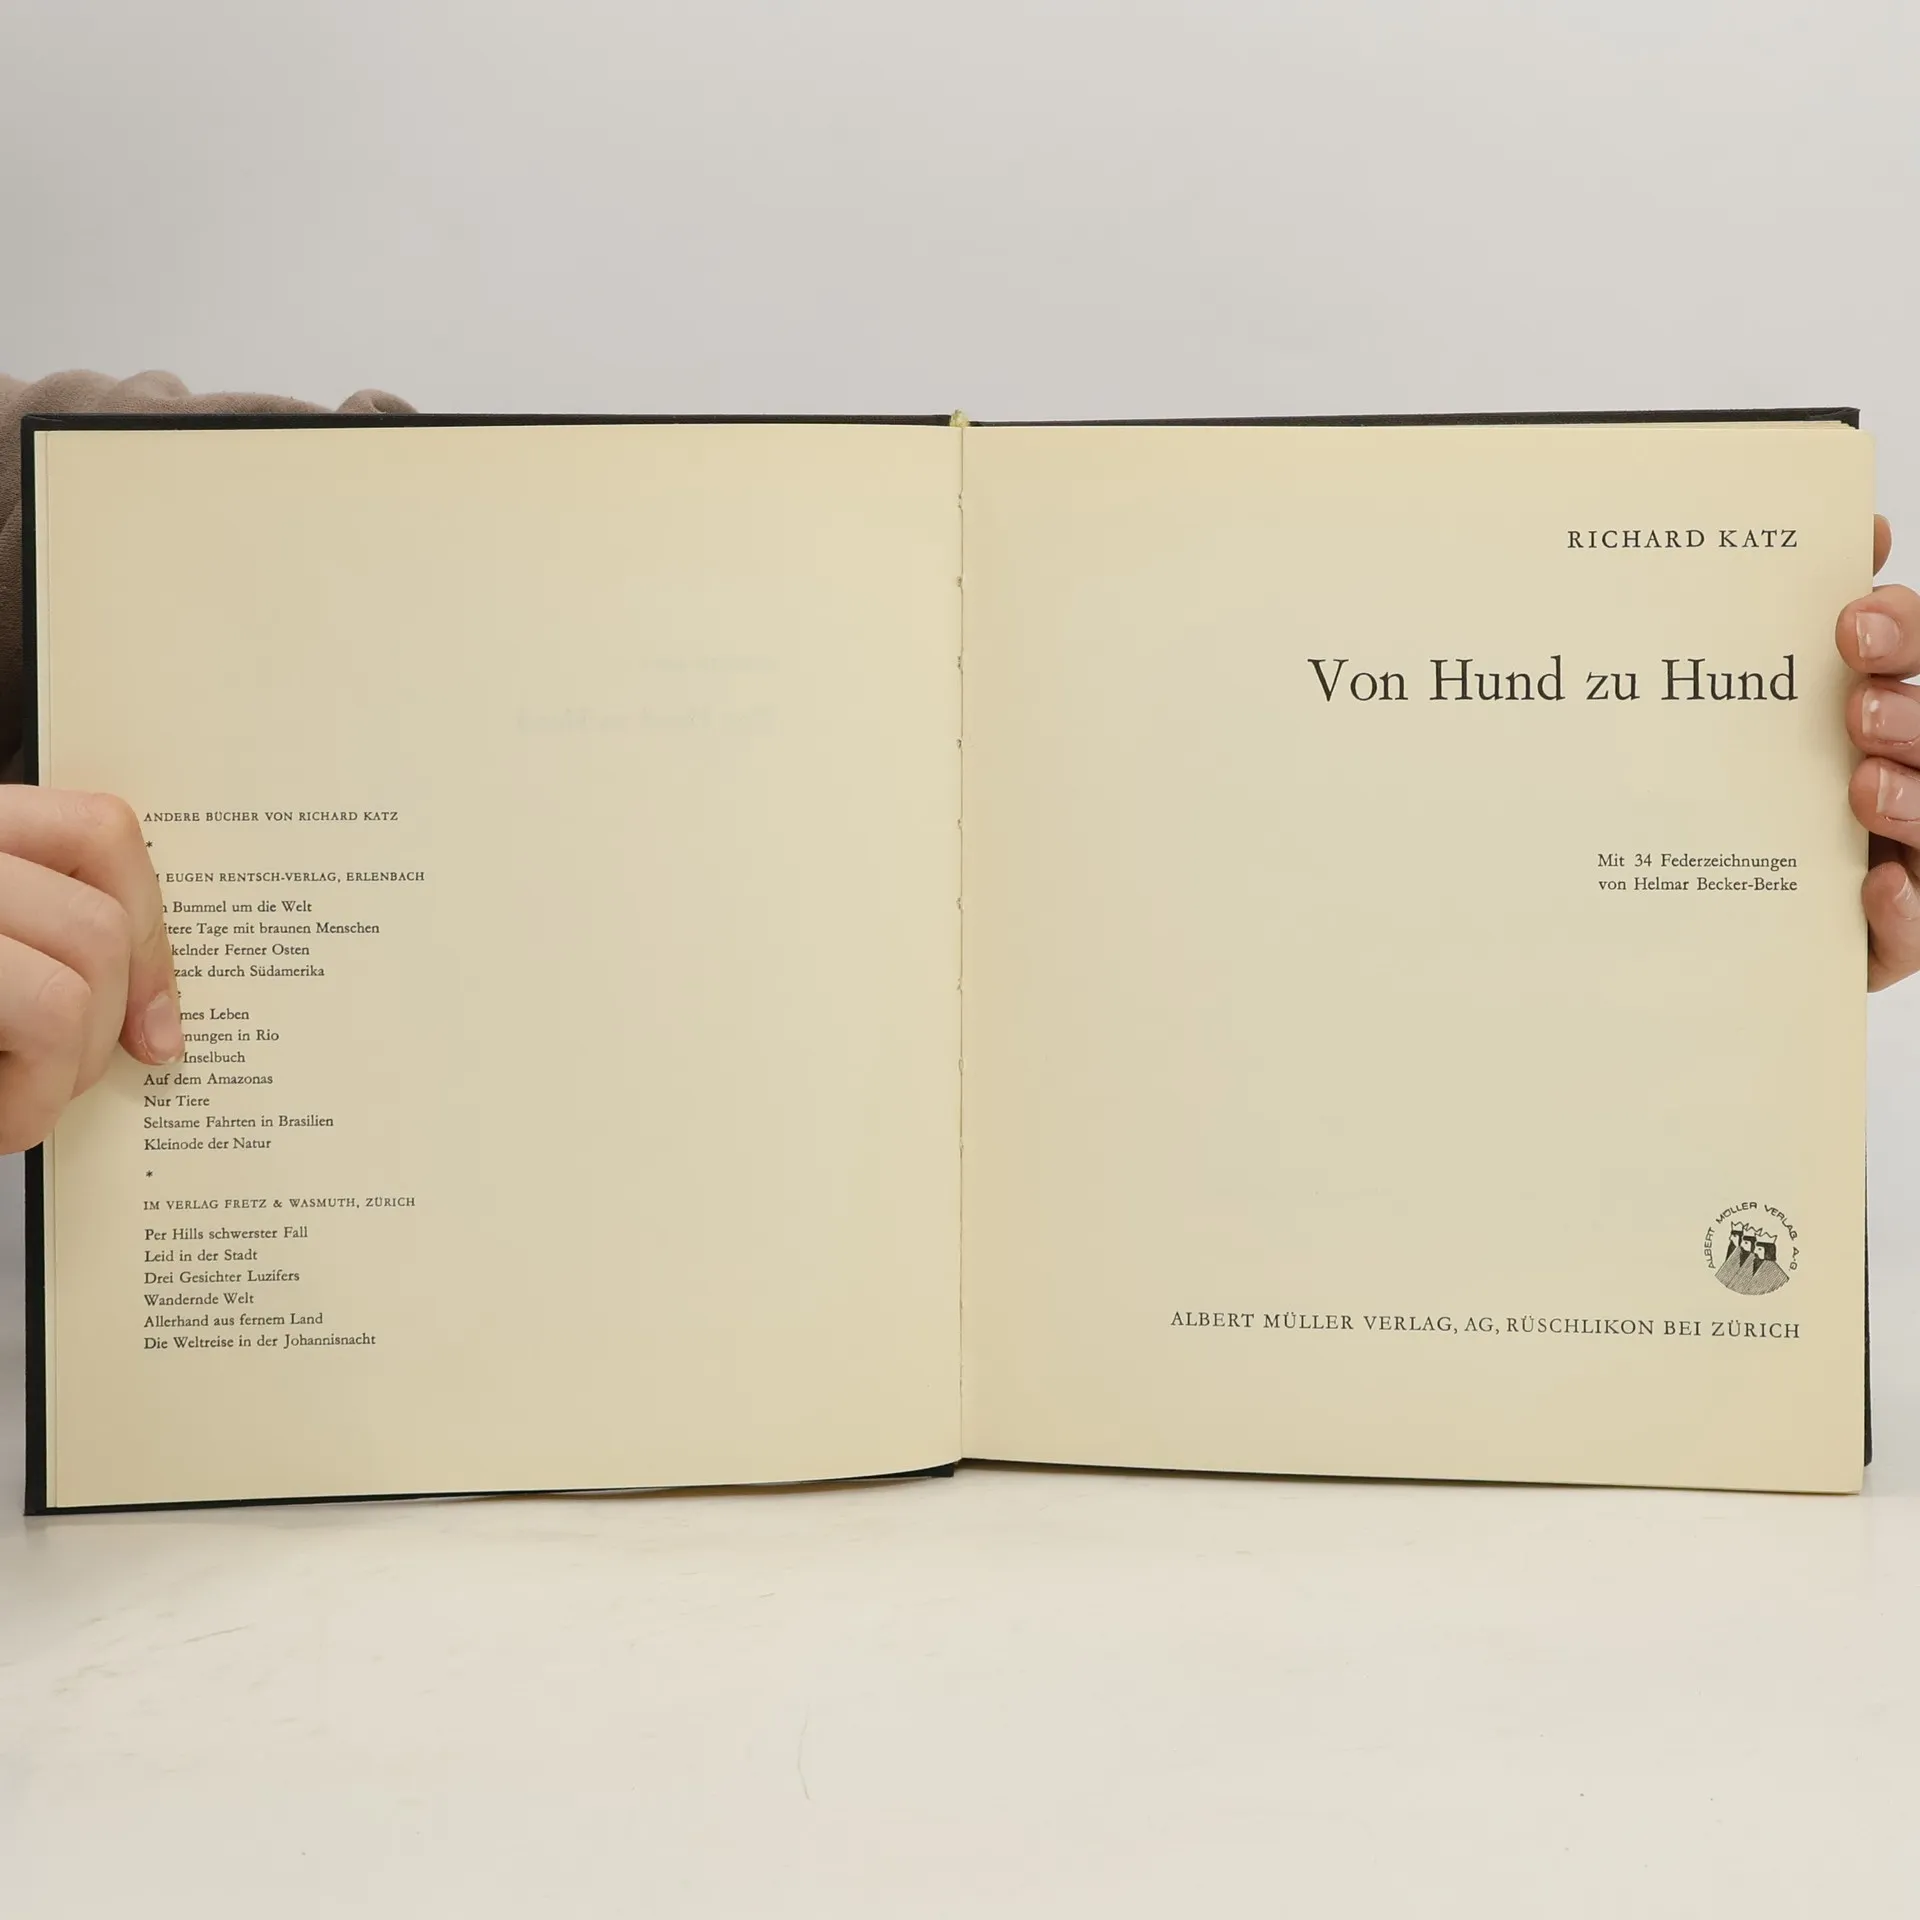 ANDERE BÜCHER VON RICHARD KATZ
*
EUGEN RENTSCH-VERLAG, ERLENBACH
Bummel um die Welt
Tage mit braunen Menschen
Ferner Osten
durch Südamerika
Leben
in Rio
Inselbuch
Auf dem Amazonas
Nur Tiere
Seltsame Fahrten in Brasilien
Kleinode der Natur
*
IM VERLAG FRETZ & WASMUTH, ZÜRICH
Per Hills schwerster Fall
Leid in der Stadt
Drei Gesichter Luzifers
Wandernde Welt
Allerhand aus fernem Land
Die Weltreise in der Johannisnacht
RICHARD KATZ
Von Hund zu Hund
Mit 34 Federzeichnungen
von Helmar Becker-Berke
ALBERT MÜLLER VERLAG A-G
ALBERT MÜLLER VERLAG, AG, RÜSCHLIKON BEI ZÜRICH